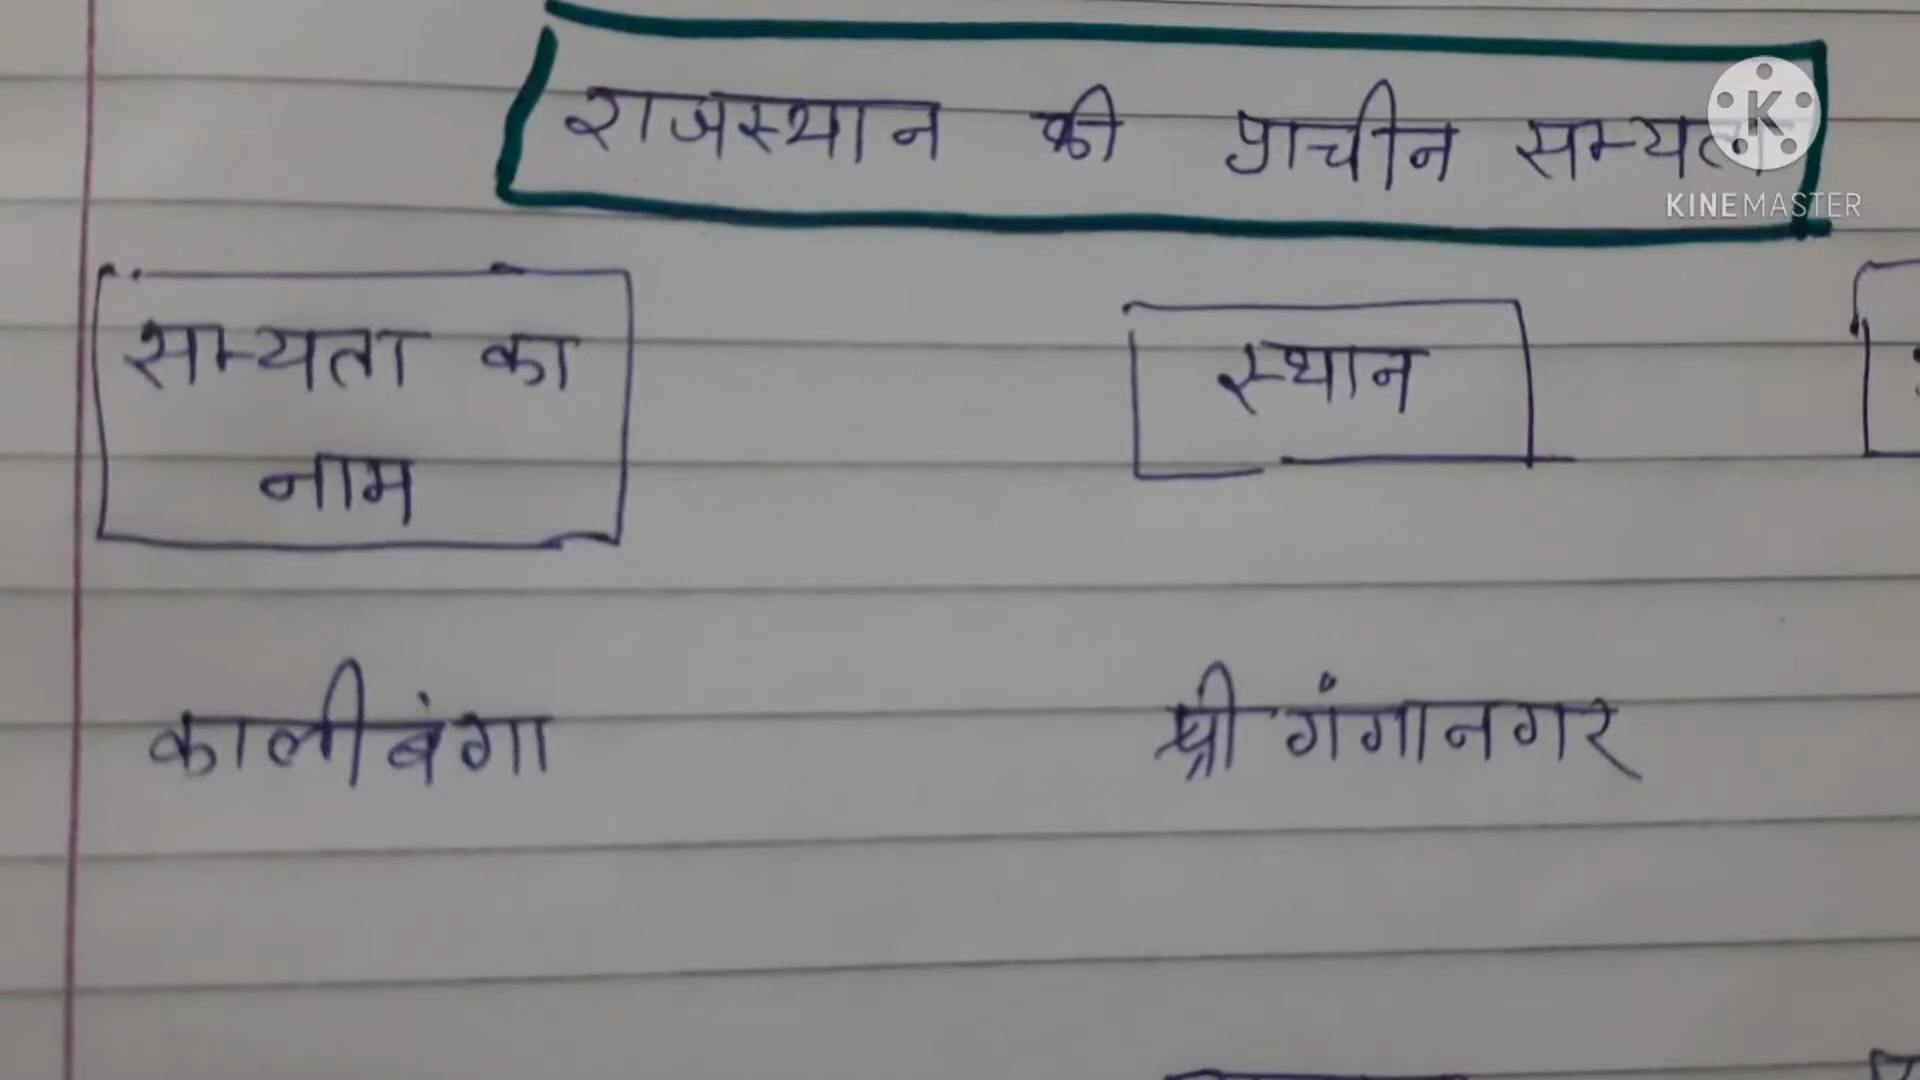 राजस्थान की प्राचीन सभ्यता
K
KINEMASTER
सभ्यता का
नाम
स्थान
कालीबंगा
श्री गंगानगर